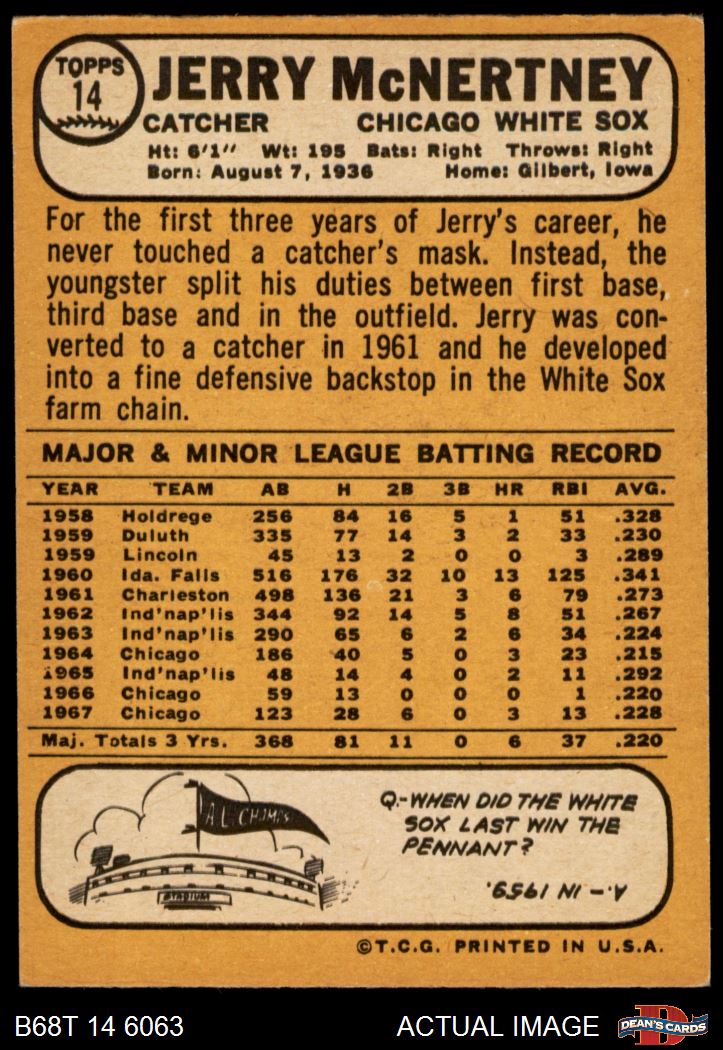 TOPPS
14
JERRY McNERTNEY
CATCHER CHICAGO WHITE SOX
Ht: 6'1" Wt: 195 Bats: Right Throws: Right
Born: August 7, 1936 Home: Gilbert, Iowa
For the first three years of Jerry's career, he
never touched a catcher's mask. Instead, the
youngster split his duties between first base,
third base and in the outfield. Jerry was con-
verted to a catcher in 1961 and he developed
into a fine defensive backstop in the White Sox
farm chain.
MAJOR & MINOR LEAGUE BATTING RECORD
YEAR TEAM AB H 2B 3B HR RBI AVG.
1958 Holdrege 256 84 16 5 1 51 .328
1959 Duluth 335 77 14 3 2 33 .230
1959 Lincoln 45 13 2 0 0 3 .289
1960 Ida. Falls 516 176 32 10 13 125 .341
1961 Charleston 498 136 21 3 6 79 .273
1962 Ind'nap'lis 344 92 14 5 8 51 .267
1963 Ind'nap'lis 290 65 6 2 6 34 .224
1964 Chicago 186 40 5 0 3 23 .215
1965 Ind'nap'lis 48 14 4 0 2 11 .292
1966 Chicago 59 13 0 0 0 1 .220
1967 Chicago 123 28 6 0 3 13 .228
Maj. Totals 3 Yrs. 368 81 11 0 6 37 .220
A L CHAMPS
STADIUM
Q.-WHEN DID THE WHITE
SOX LAST WIN THE
PENNANT?
A.- IN 1959.
©T.C.G. PRINTED IN U.S.A.
B68T 14 6063 ACTUAL IMAGE
D
DEAN'S CARDS